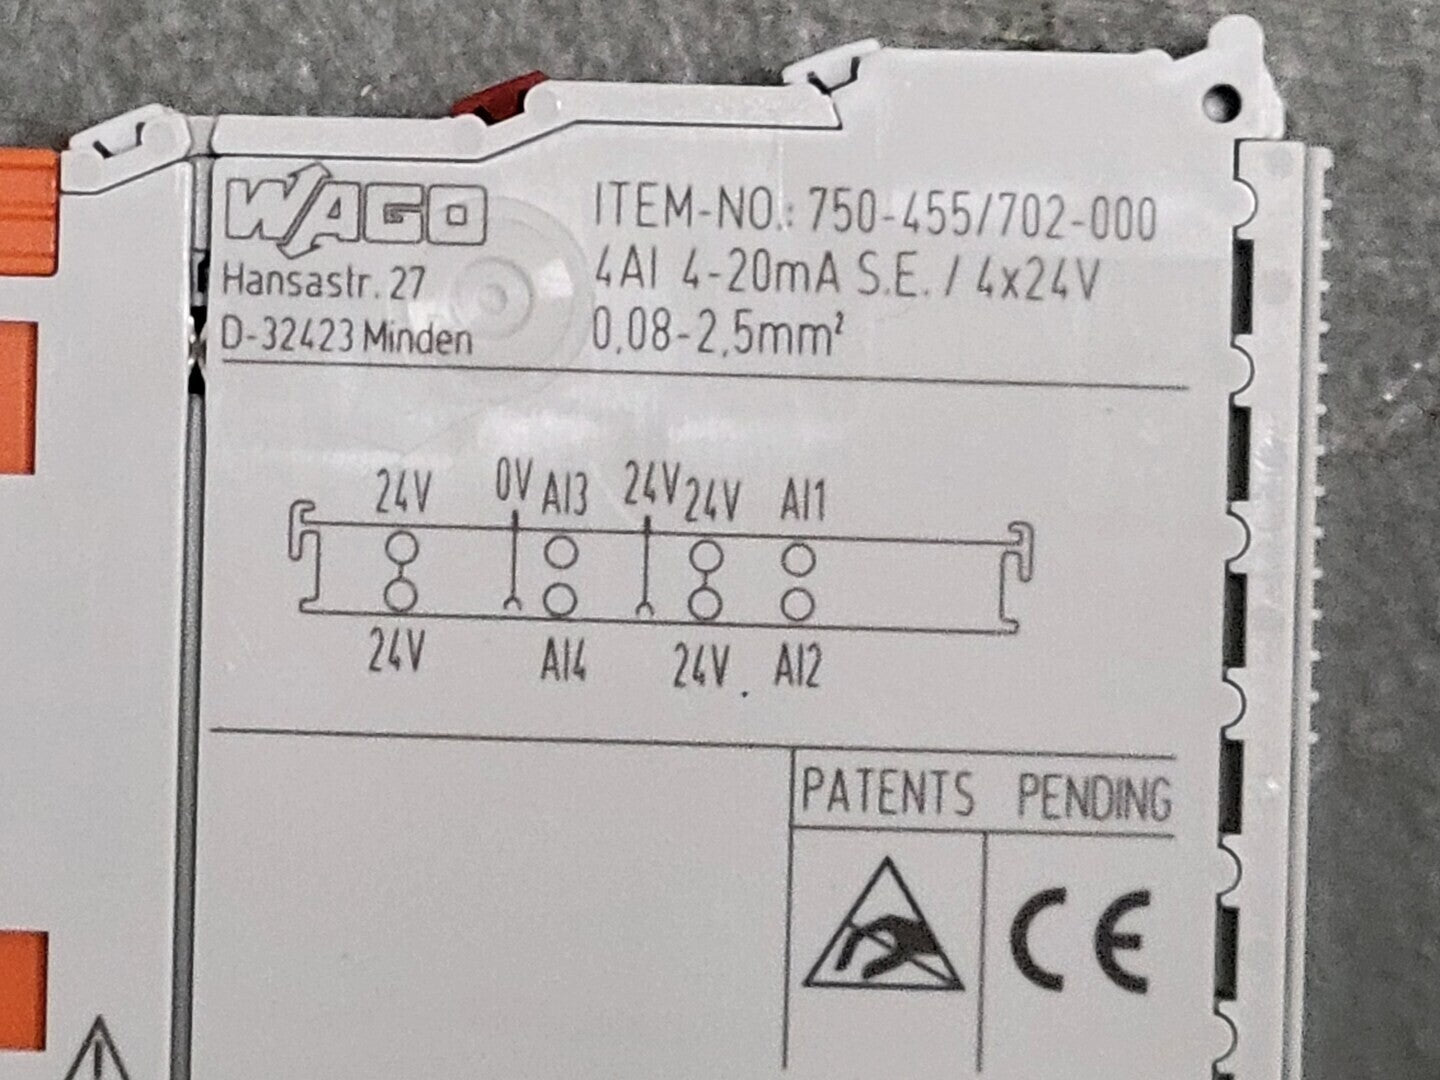 WAGO
Hansastr. 27
D-32423 Minden
ITEM-NO.: 750-455/702-000
4AI 4-20mA S.E. / 4x24V
0,08-2,5mm²
24V 0V AI3 24V 24V AI1
24V AI4 24V AI2
PATENTS PENDING
CE